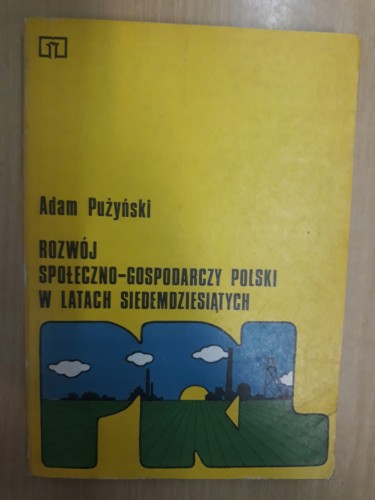 Adam Pużyński
ROZWÓJ
SPOŁECZNO-GOSPODARCZY POLSKI
W LATACH SIEDEMDZIESIĄTYCH
PRL